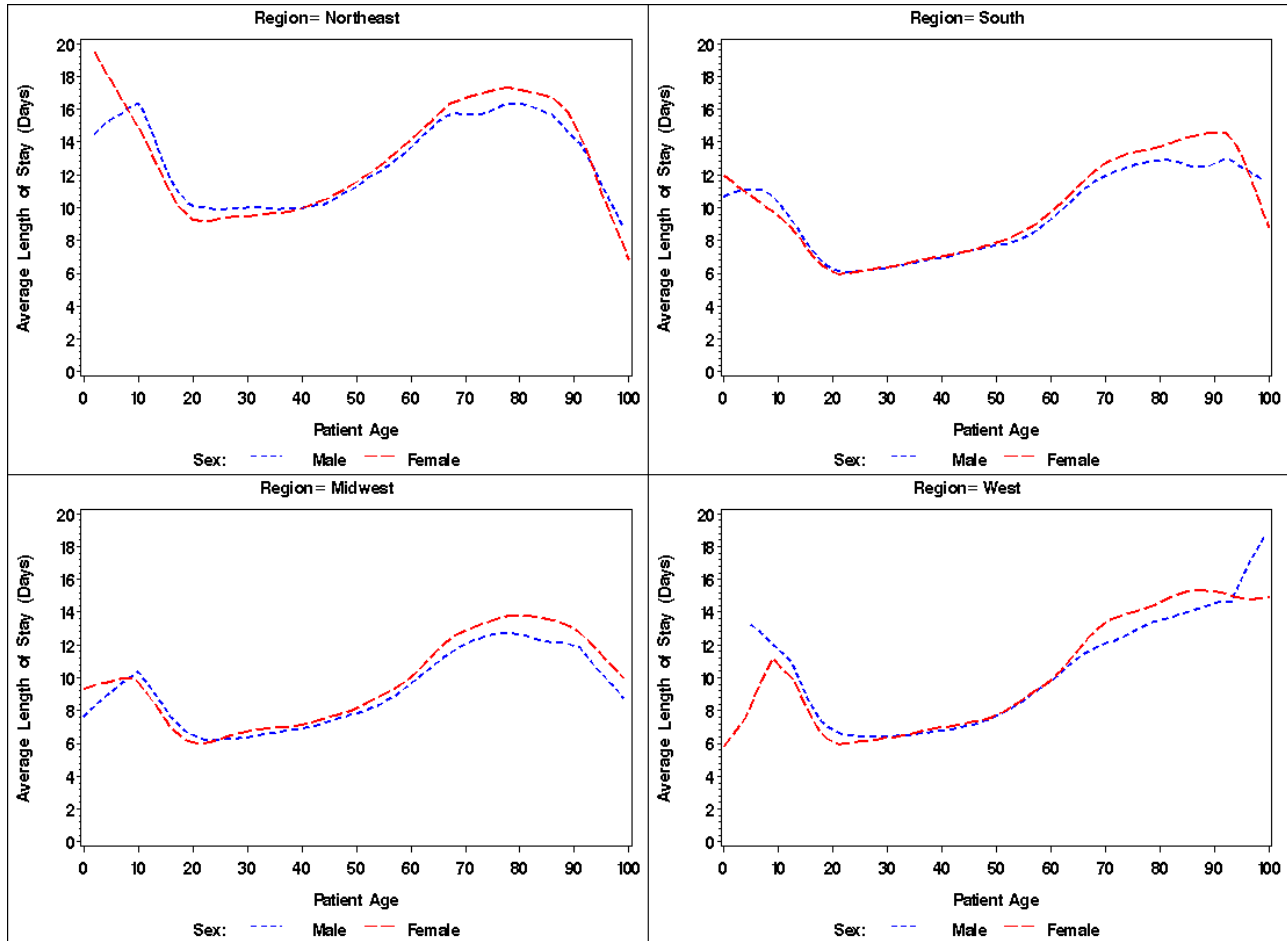 Region= Northeast
Average Length of Stay (Days)
20
18
16
14
12
10
8
6
4
2
0
0 10 20 30 40 50 60 70 80 90 100
Patient Age
Sex: Male Female
Region= South
Average Length of Stay (Days)
20
18
16
14
12
10
8
6
4
2
0
0 10 20 30 40 50 60 70 80 90 100
Patient Age
Sex: Male Female
Region= Midwest
Average Length of Stay (Days)
20
18
16
14
12
10
8
6
4
2
0
0 10 20 30 40 50 60 70 80 90 100
Patient Age
Sex: Male Female
Region= West
Average Length of Stay (Days)
20
18
16
14
12
10
8
6
4
2
0
0 10 20 30 40 50 60 70 80 90 100
Patient Age
Sex: Male Female